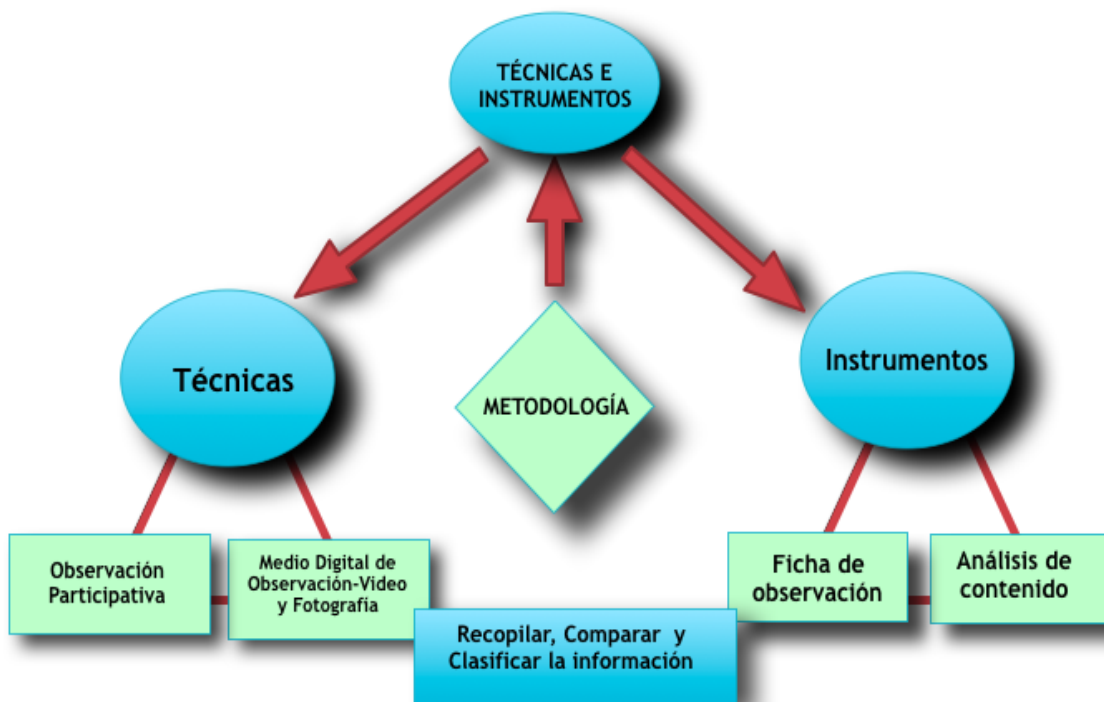 TÉCNICAS E
INSTRUMENTOS
Técnicas
METODOLOGÍA
Instrumentos
Observación
Participativa
Medio Digital de
Observación-Video
y Fotografía
Ficha de
observación
Análisis de
contenido
Recopilar, Comparar y
Clasificar la información